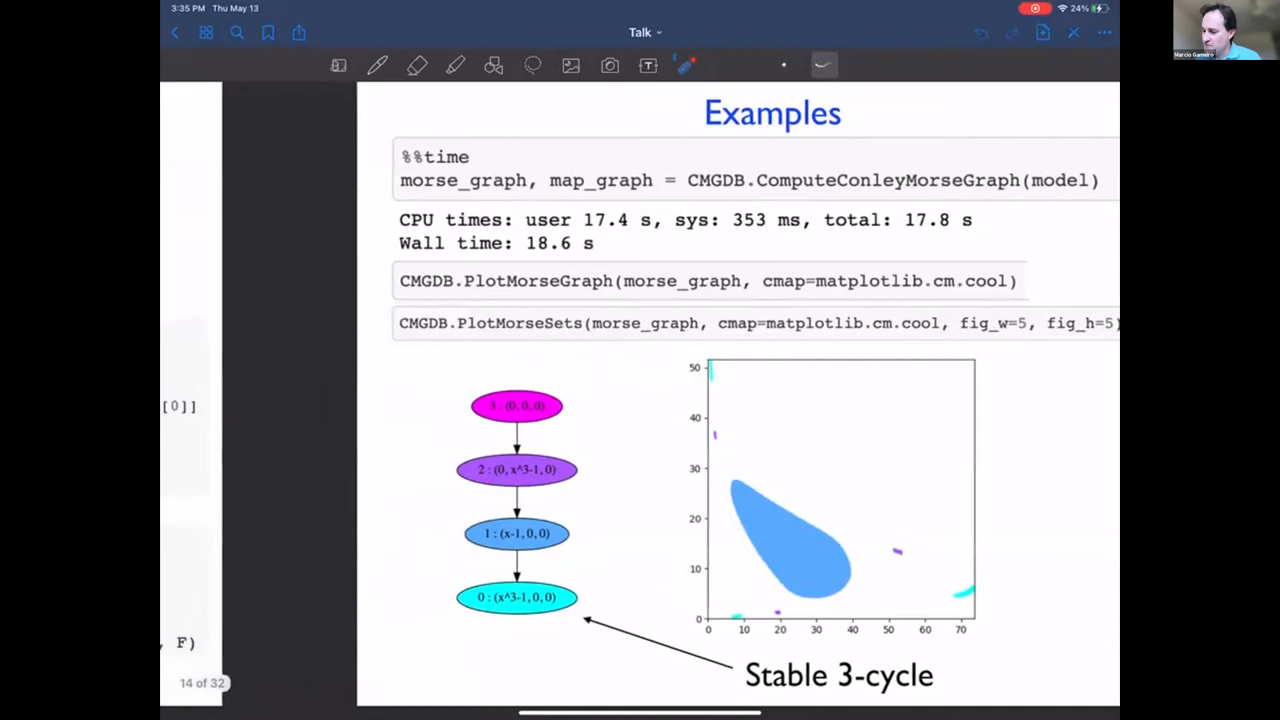 3:35 PM Thu May 13
24%
Talk
Marcio Gameiro
Examples
%%time
morse_graph, map_graph = CMGDB.ComputeConleyMorseGraph(model)
CPU times: user 17.4 s, sys: 353 ms, total: 17.8 s
Wall time: 18.6 s
CMGDB.PlotMorseGraph(morse_graph, cmap=matplotlib.cm.cool)
CMGDB.PlotMorseSets(morse_graph, cmap=matplotlib.cm.cool, fig_w=5, fig_h=5)
[0]]
, F)
14 of 32
3 : (0, 0, 0)
2 : (0, x^3-1, 0)
1 : (x-1, 0, 0)
0 : (x^3-1, 0, 0)
50
40
30
20
10
0
0 10 20 30 40 50 60 70
Stable 3-cycle